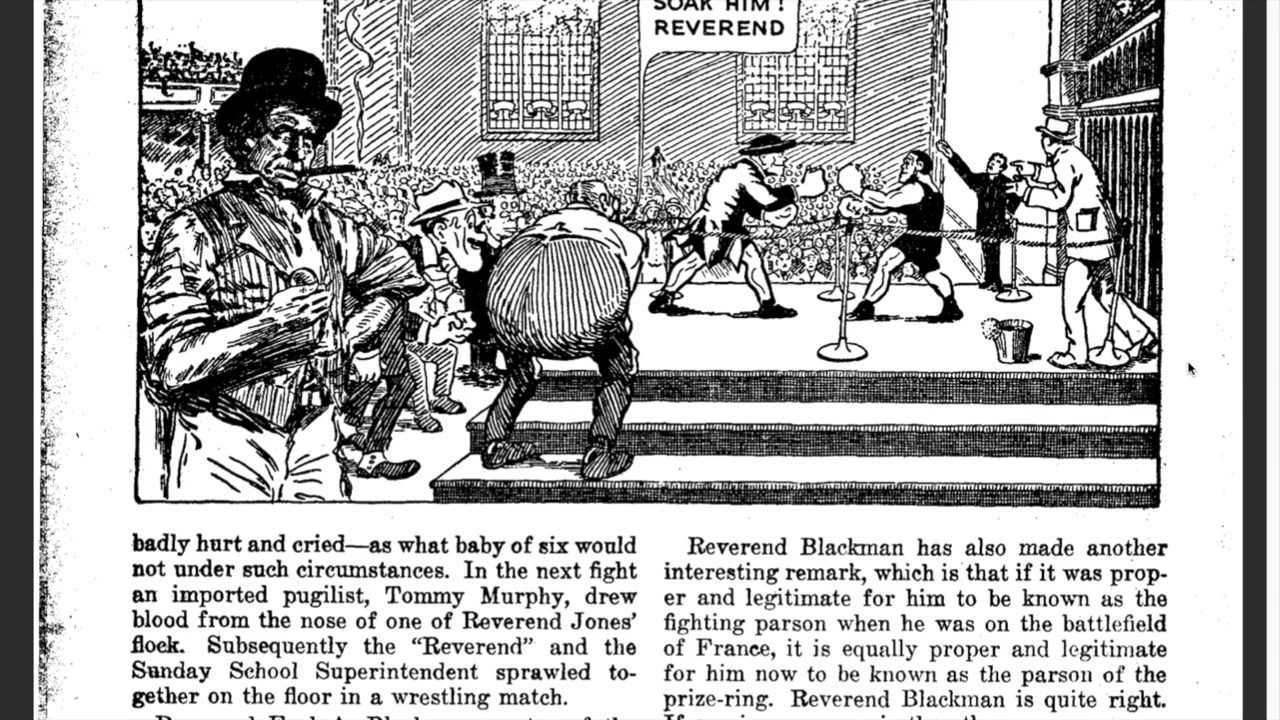 SOAK HIM!
REVEREND
badly hurt and cried—as what baby of six would
not under such circumstances. In the next fight
an imported pugilist, Tommy Murphy, drew
blood from the nose of one of Reverend Jones'
flock. Subsequently the "Reverend" and the
Sunday School Superintendent sprawled to-
gether on the floor in a wrestling match.
Reverend Blackman has also made another
interesting remark, which is that if it was prop-
er and legitimate for him to be known as the
fighting parson when he was on the battlefield
of France, it is equally proper and legitimate
for him now to be known as the parson of the
prize-ring. Reverend Blackman is quite right.